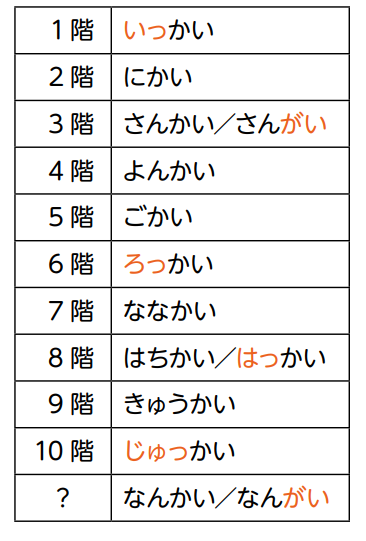 1階 いっかい
2階 にかい
3階 さんかい／さんがい
4階 よんかい
5階 ごかい
6階 ろっかい
7階 ななかい
8階 はちかい／はっかい
9階 きゅうかい
10階 じゅっかい
? なんかい／なんがい